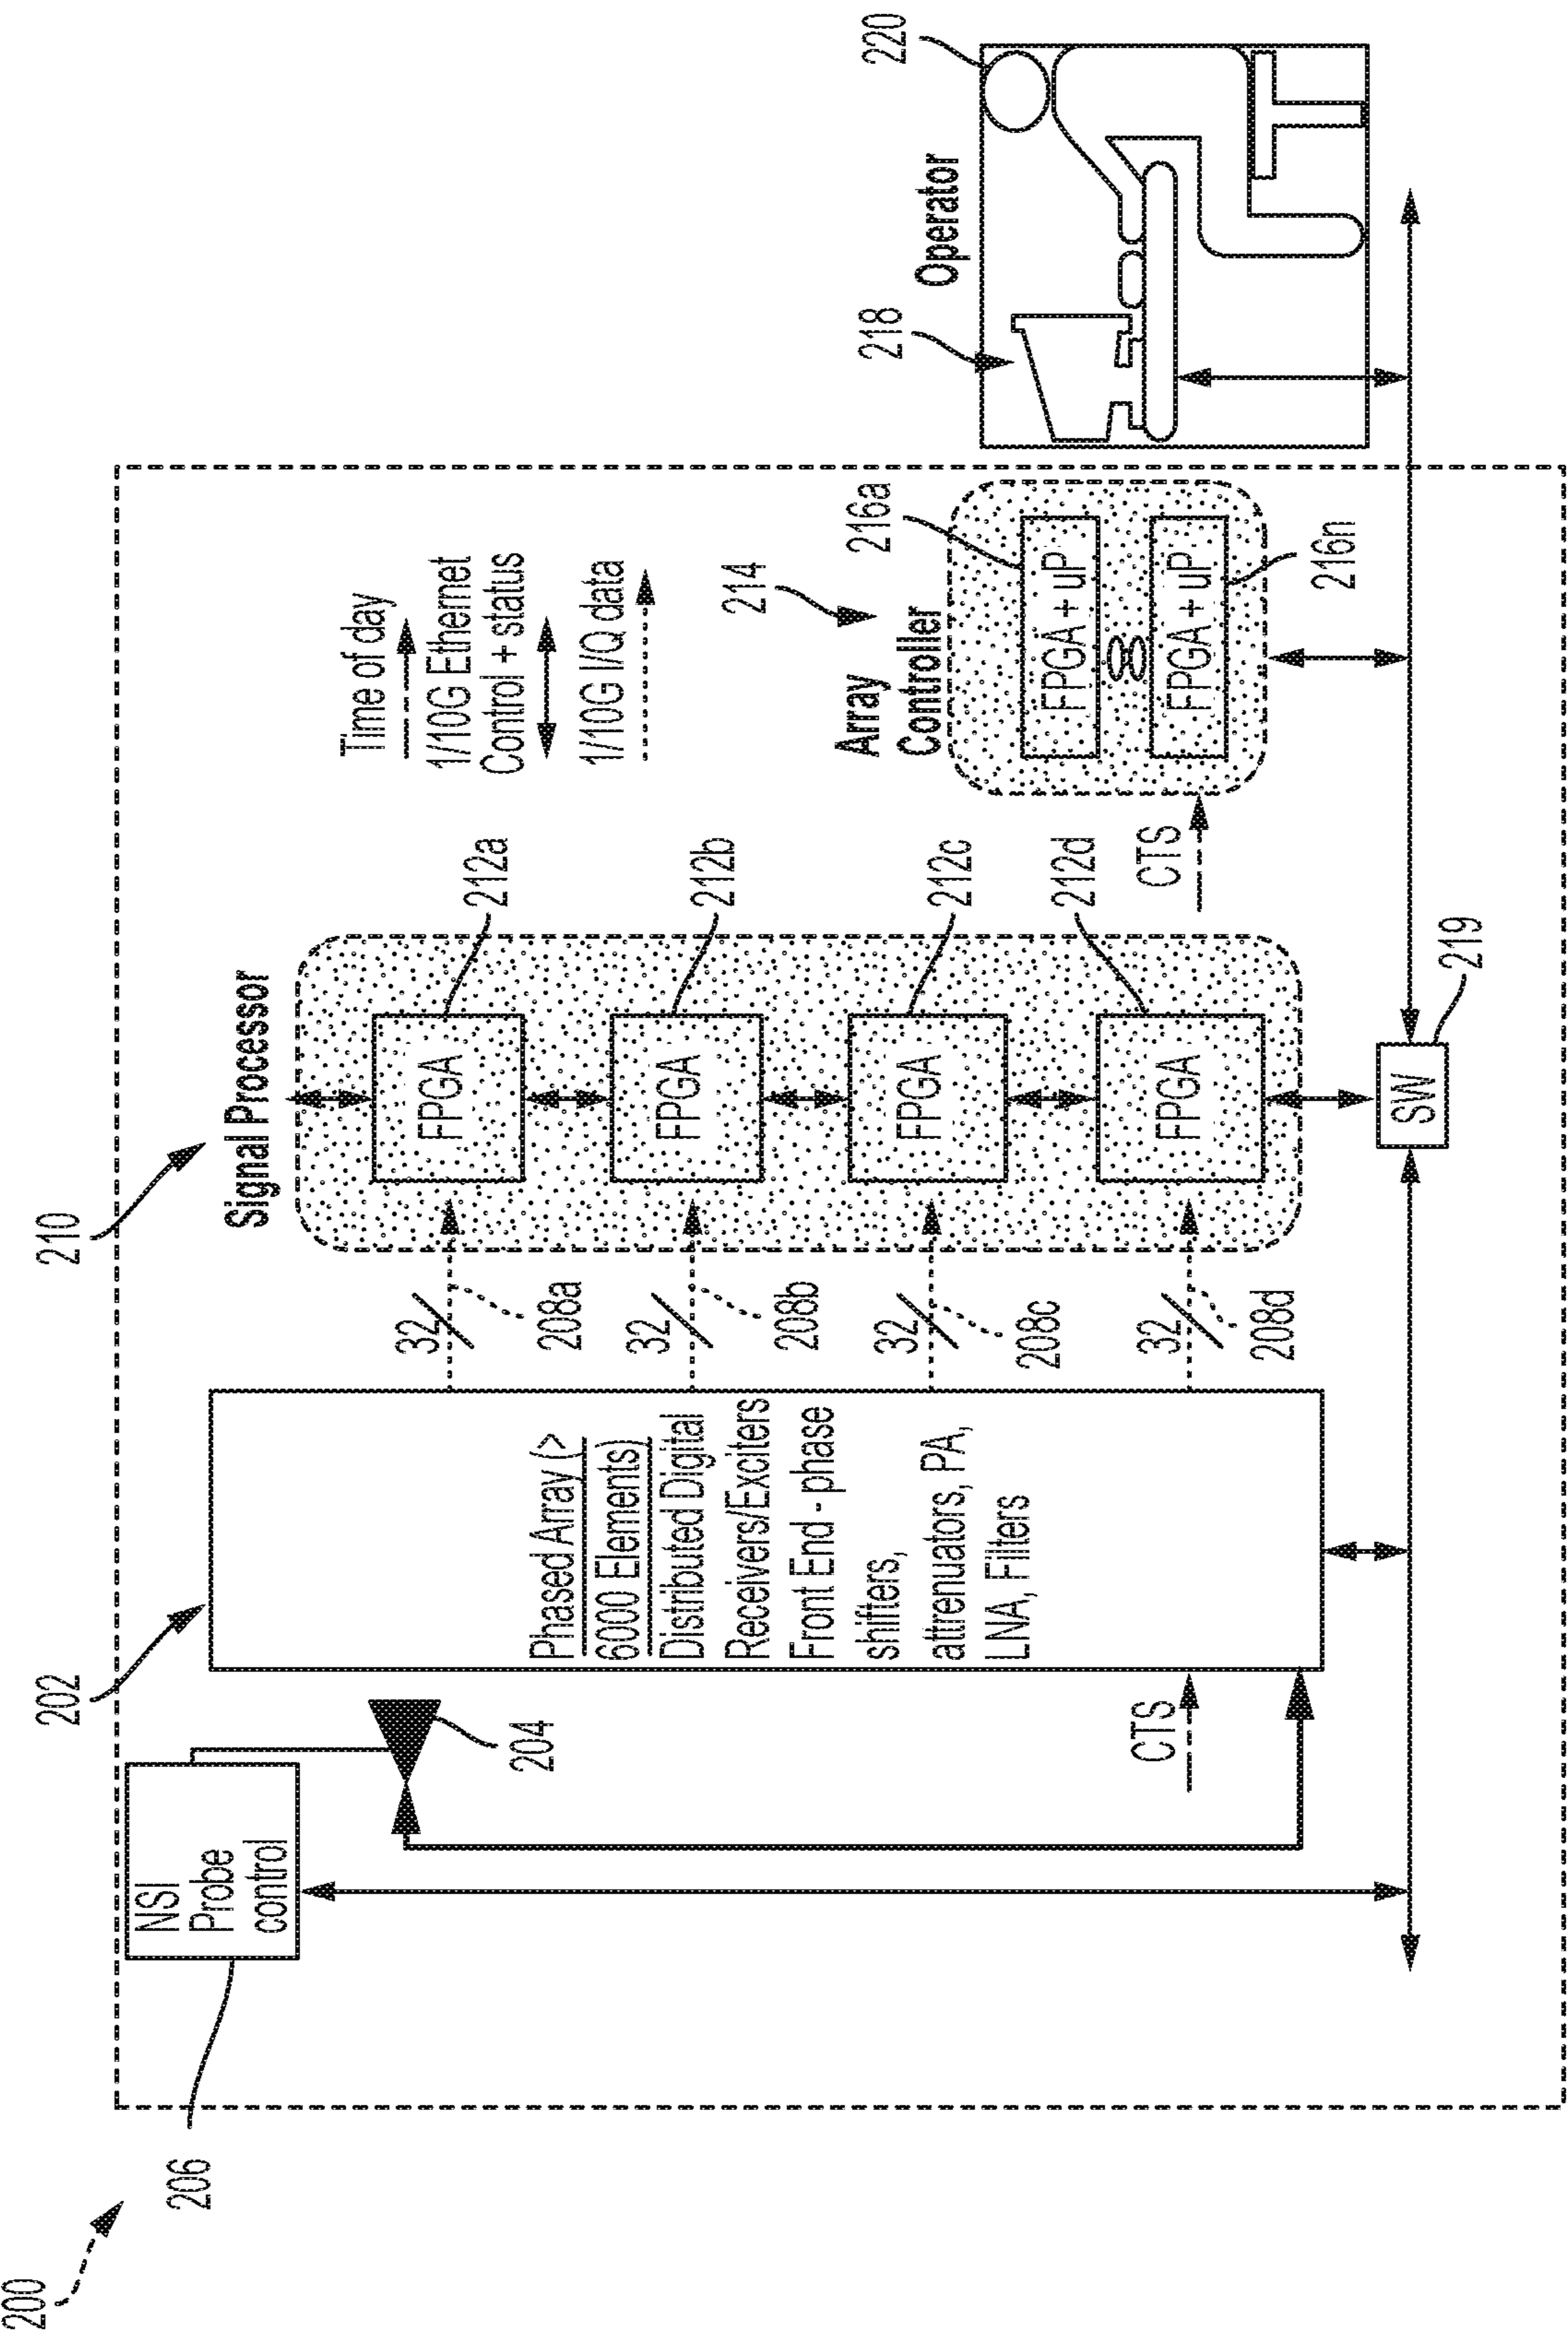 200
206
NSI
Probe
control
204
202
Phased Array (>
6000 Elements)
Distributed Digital
Receivers/Exciters
Front End - phase
shifters,
attrenuators, PA,
LNA, Filters
CTS
32
208a
32
208b
32
208c
32
208d
210
Signal Processor
FPGA
212a
FPGA
212b
FPGA
212c
FPGA
212d
SW
219
Time of day
1/10G Ethernet
Control + status
1/10G I/Q data
214
Array
Controller
CTS
FPGA + uP
216a
FPGA + uP
216n
Operator
218
220